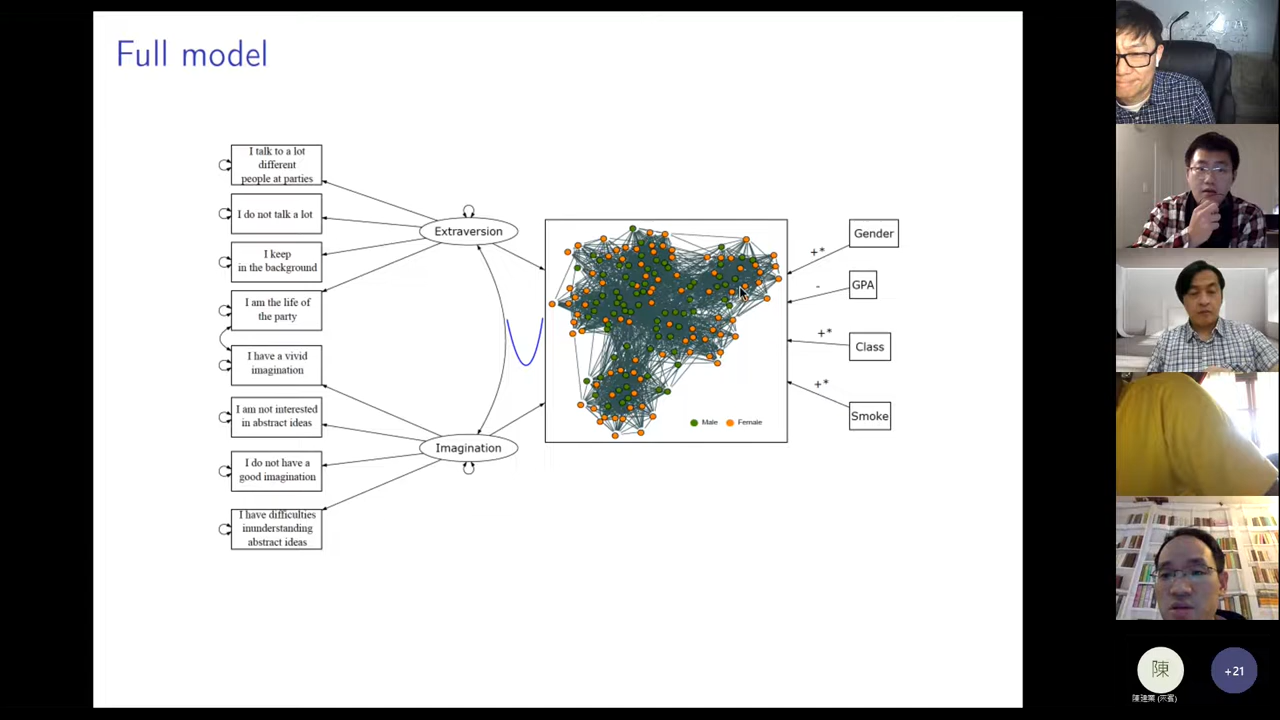 Full model
I talk to a lot
different
people at parties
I do not talk a lot
I keep
in the background
I am the life of
the party
I have a vivid
imagination
I am not interested
in abstract ideas
I do not have a
good imagination
I have difficulties
inunderstanding
abstract ideas
Extraversion
Imagination
Male
Female
+*
Gender
-
GPA
+*
Class
+*
Smoke
陳
+21